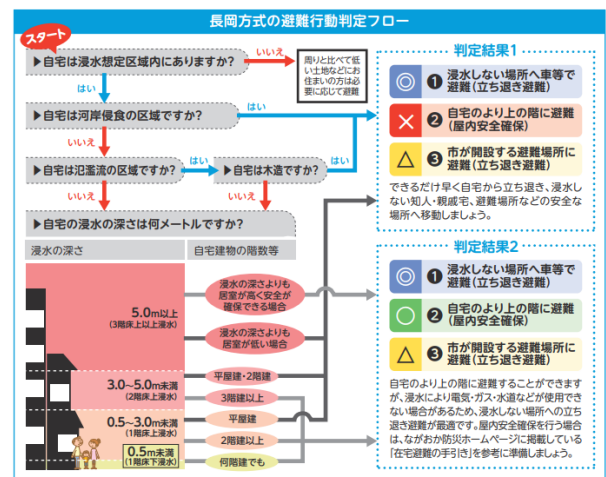 長岡方式の避難行動判定フロー
スタート
▶自宅は浸水想定区域内にありますか?
いいえ
周りと比べて低
い土地などにお
住まいの方は必
要に応じて避難
はい
▶自宅は河岸侵食の区域ですか?
はい
いいえ
▶自宅は氾濫流の区域ですか?
はい
▶自宅は木造ですか?
はい
いいえ
いいえ
▶自宅の浸水の深さは何メートルですか?
浸水の深さ
自宅建物の階数等
5.0m以上
(3階床上以上浸水)
浸水の深さよりも
居室が高く安全が
確保できる場合
浸水の深さよりも
居室が低い場合
3.0~5.0m未満
(2階床上浸水)
平屋建・2階建
3階建以上
0.5~3.0m未満
(1階床上浸水)
平屋建
2階建以上
0.5m未満
(1階床下浸水)
何階建でも
判定結果1
◎ ❶ 浸水しない場所へ車等で
避難(立ち退き避難)
× ❷ 自宅のより上の階に避難
(屋内安全確保)
△ ❸ 市が開設する避難場所に
避難(立ち退き避難)
できるだけ早く自宅から立ち退き、浸水し
ない知人・親戚宅、避難場所などの安全な
場所へ移動しましょう。
判定結果2
◎ ❶ 浸水しない場所へ車等で
避難(立ち退き避難)
○ ❷ 自宅のより上の階に避難
(屋内安全確保)
△ ❸ 市が開設する避難場所に
避難(立ち退き避難)
自宅のより上の階に避難することができます
が、浸水により電気・ガス・水道などが使用でき
ない場合があるため、浸水しない場所への立ち
退き避難が最適です。屋内安全確保を行う場合
は、ながおか防災ホームページに掲載している
「在宅避難の手引き」を参考に準備しましょう。